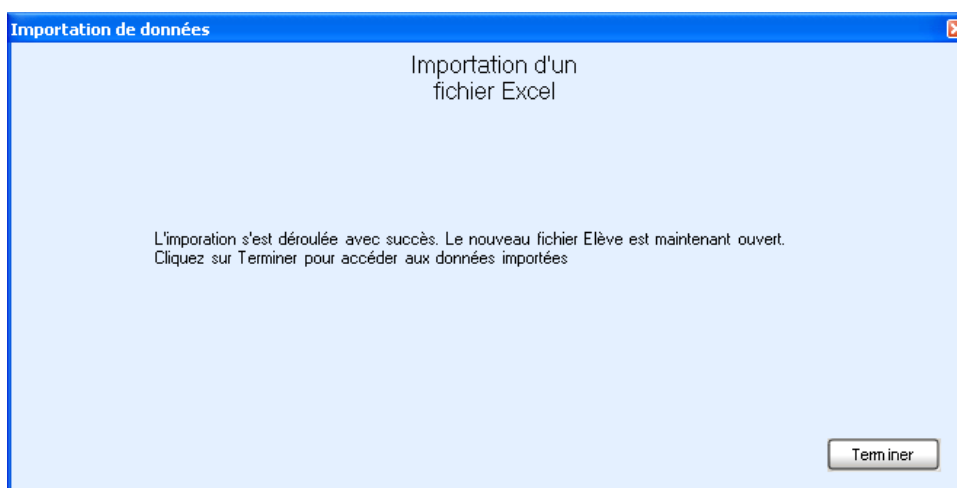 Importation de données
Importation d'un
fichier Excel
L'imporation s'est déroulée avec succès. Le nouveau fichier Elève est maintenant ouvert.
Cliquez sur Terminer pour accéder aux données importées
Terminer